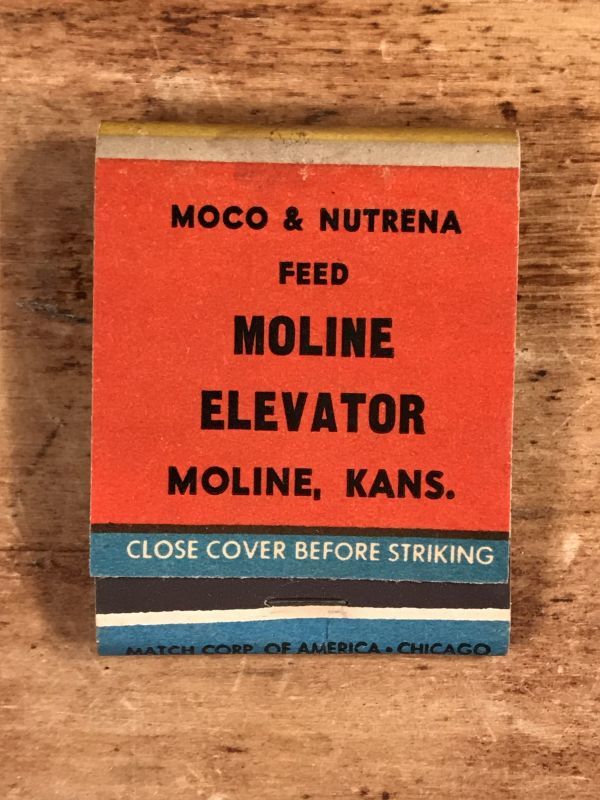 MOCO & NUTRENA
FEED
MOLINE
ELEVATOR
MOLINE, KANS.
CLOSE COVER BEFORE STRIKING
MATCH CORP. OF AMERICA • CHICAGO